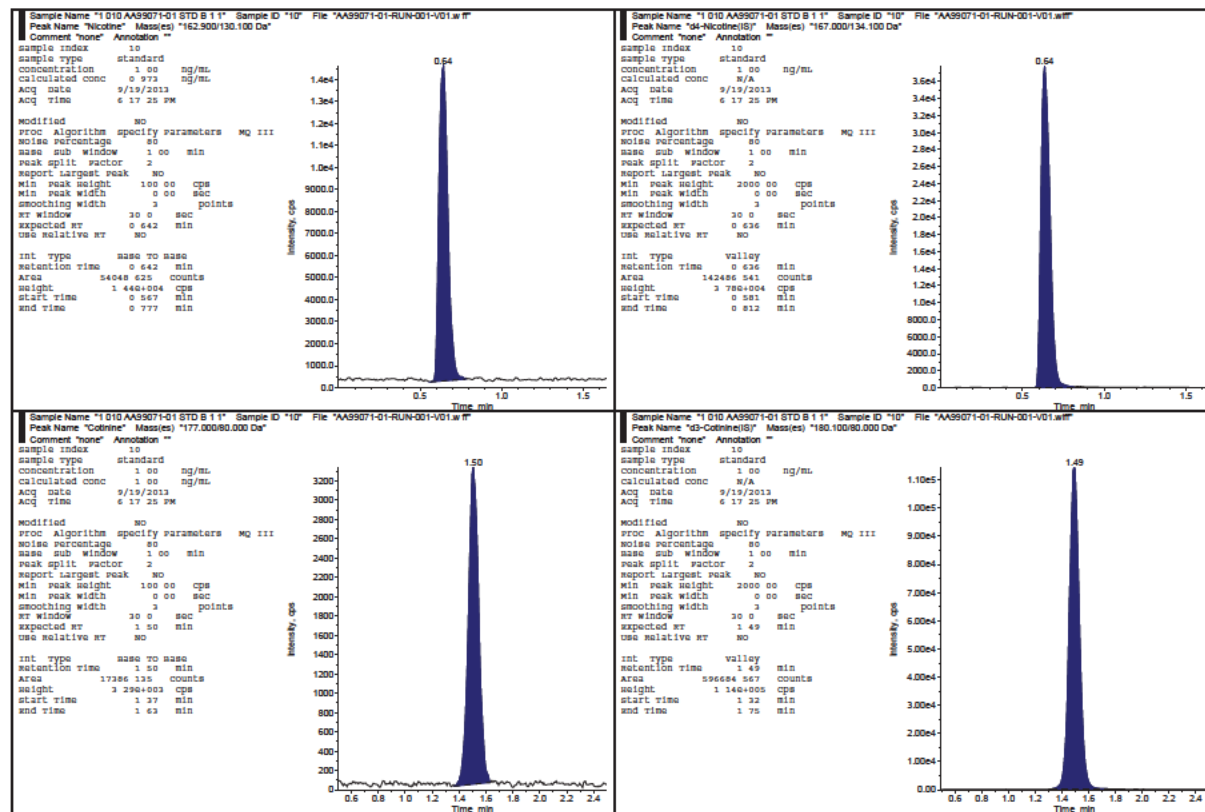 Sample Name "1 010 AA99071-01 STD B 1 1" Sample ID "10" File "AA99071-01-RUN-001-V01.wiff"
Peak Name "Nicotine" Mass(es) "162.900/130.100 Da"
Comment "none" Annotation ""
Sample Index 10
Sample Type standard
Concentration 1 00 ng/mL
Calculated Conc 0 973 ng/mL
Acq Date 9/19/2013
Acq Time 6 17 25 PM
Modified NO
Proc Algorithm Specify Parameters MQ III
Noise Percentage 80
Base Sub Window 1 00 min
Peak Split Factor 2
Report Largest Peak NO
Min Peak Height 100 00 cps
Min Peak Width 0 00 sec
Smoothing Width 3 points
RT Window 30 0 sec
Expected RT 0 642 min
Use Relative RT NO
Int Type Base To Base
Retention Time 0 642 min
Area 54048 625 counts
Height 1 44e+004 cps
Start Time 0 567 min
End Time 0 777 min
0.64
1.4e4
1.3e4
1.2e4
1.1e4
1.0e4
9000.0
8000.0
7000.0
6000.0
5000.0
4000.0
3000.0
2000.0
1000.0
0.0
Intensity, cps
0.5 1.0 1.5
Time min
Sample Name "1 010 AA99071-01 STD B 1 1" Sample ID "10" File "AA99071-01-RUN-001-V01.wiff"
Peak Name "d4-Nicotine(IS)" Mass(es) "167.000/134.100 Da"
Comment "none" Annotation ""
Sample Index 10
Sample Type standard
Concentration 1 00 ng/mL
Calculated Conc N/A
Acq Date 9/19/2013
Acq Time 6 17 25 PM
Modified NO
Proc Algorithm Specify Parameters MQ III
Noise Percentage 80
Base Sub Window 1 00 min
Peak Split Factor 2
Report Largest Peak NO
Min Peak Height 2000 00 cps
Min Peak Width 0 00 sec
Smoothing Width 3 points
RT Window 30 0 sec
Expected RT 0 636 min
Use Relative RT NO
Int Type Valley
Retention Time 0 636 min
Area 142486 541 counts
Height 3 78e+004 cps
Start Time 0 581 min
End Time 0 812 min
0.64
3.6e4
3.4e4
3.2e4
3.0e4
2.8e4
2.6e4
2.4e4
2.2e4
2.0e4
1.8e4
1.6e4
1.4e4
1.2e4
1.0e4
8000.0
6000.0
4000.0
2000.0
0.0
Intensity, cps
0.5 1.0 1.5
Time min
Sample Name "1 010 AA99071-01 STD B 1 1" Sample ID "10" File "AA99071-01-RUN-001-V01.wiff"
Peak Name "Cotinine" Mass(es) "177.000/80.000 Da"
Comment "none" Annotation ""
Sample Index 10
Sample Type standard
Concentration 1 00 ng/mL
Calculated Conc 1 00 ng/mL
Acq Date 9/19/2013
Acq Time 6 17 25 PM
Modified NO
Proc Algorithm Specify Parameters MQ III
Noise Percentage 80
Base Sub Window 1 00 min
Peak Split Factor 2
Report Largest Peak NO
Min Peak Height 100 00 cps
Min Peak Width 0 00 sec
Smoothing Width 3 points
RT Window 30 0 sec
Expected RT 1 50 min
Use Relative RT NO
Int Type Base To Base
Retention Time 1 50 min
Area 17386 135 counts
Height 3 29e+003 cps
Start Time 1 37 min
End Time 1 63 min
1.50
3200
3000
2800
2600
2400
2200
2000
1800
1600
1400
1200
1000
800
600
400
200
0
Intensity, cps
0.6 0.8 1.0 1.2 1.4 1.6 1.8 2.0 2.2 2.4
Time min
Sample Name "1 010 AA99071-01 STD B 1 1" Sample ID "10" File "AA99071-01-RUN-001-V01.wiff"
Peak Name "d3-Cotinine(IS)" Mass(es) "180.100/80.000 Da"
Comment "none" Annotation ""
Sample Index 10
Sample Type standard
Concentration 1 00 ng/mL
Calculated Conc N/A
Acq Date 9/19/2013
Acq Time 6 17 25 PM
Modified NO
Proc Algorithm Specify Parameters MQ III
Noise Percentage 80
Base Sub Window 1 00 min
Peak Split Factor 2
Report Largest Peak NO
Min Peak Height 2000 00 cps
Min Peak Width 0 00 sec
Smoothing Width 3 points
RT Window 30 0 sec
Expected RT 1 49 min
Use Relative RT NO
Int Type Valley
Retention Time 1 49 min
Area 596684 567 counts
Height 1 14e+005 cps
Start Time 1 32 min
End Time 1 75 min
1.49
1.10e5
1.00e5
9.00e4
8.00e4
7.00e4
6.00e4
5.00e4
4.00e4
3.00e4
2.00e4
1.00e4
0.00
Intensity, cps
0.6 0.8 1.0 1.2 1.4 1.6 1.8 2.0 2.2 2.4
Time min